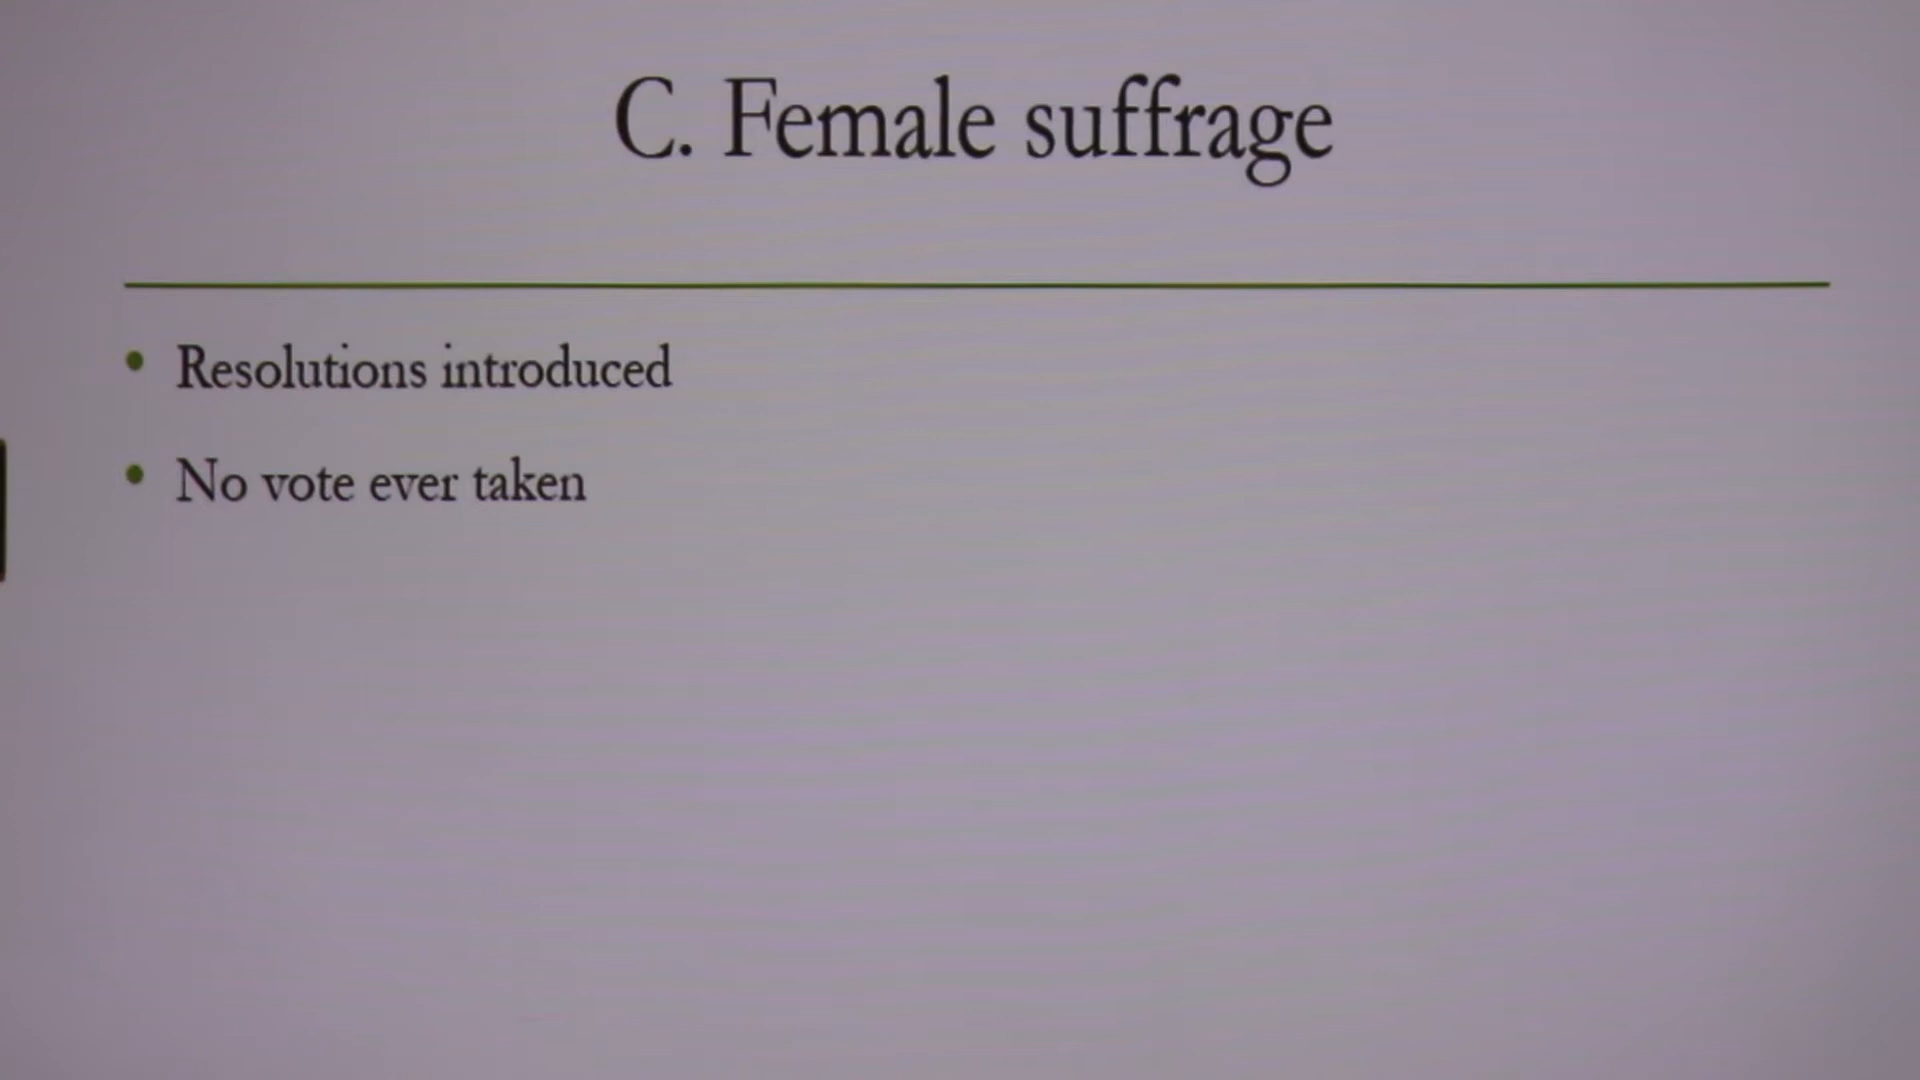 C. Female suffrage
• Resolutions introduced
• No vote ever taken